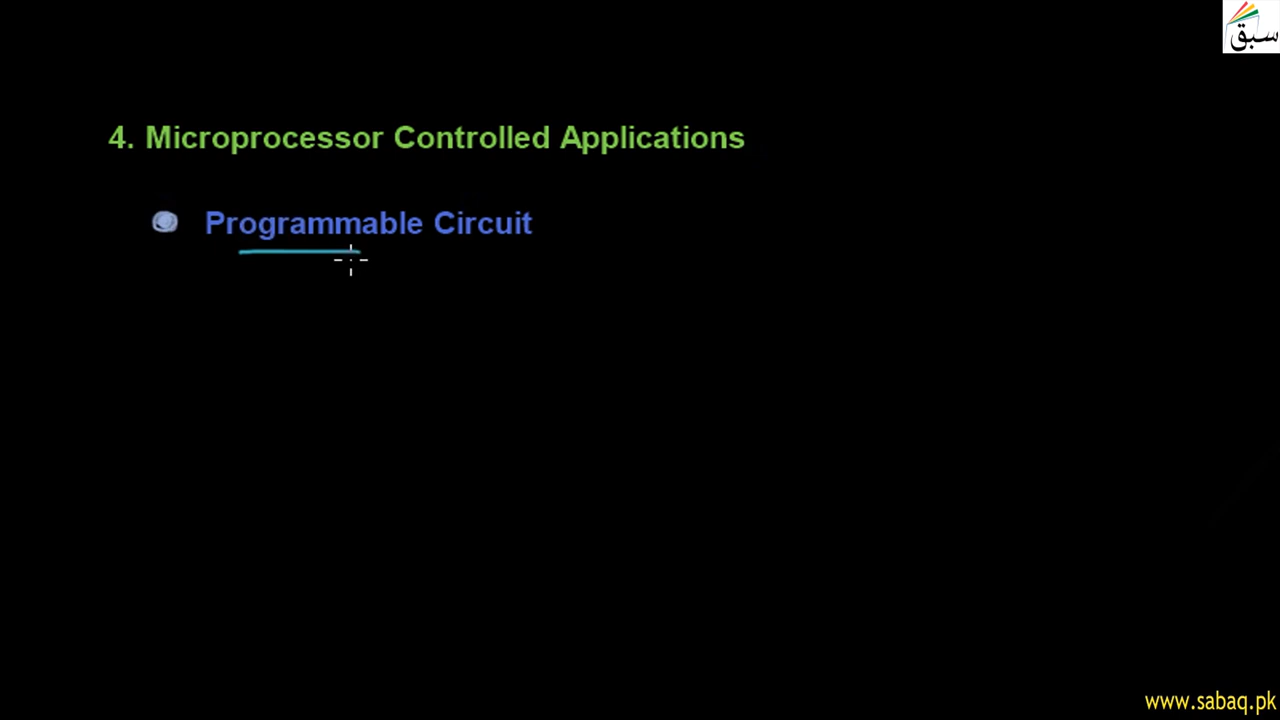 سبق
4. Microprocessor Controlled Applications
Programmable Circuit
www.sabaq.pk